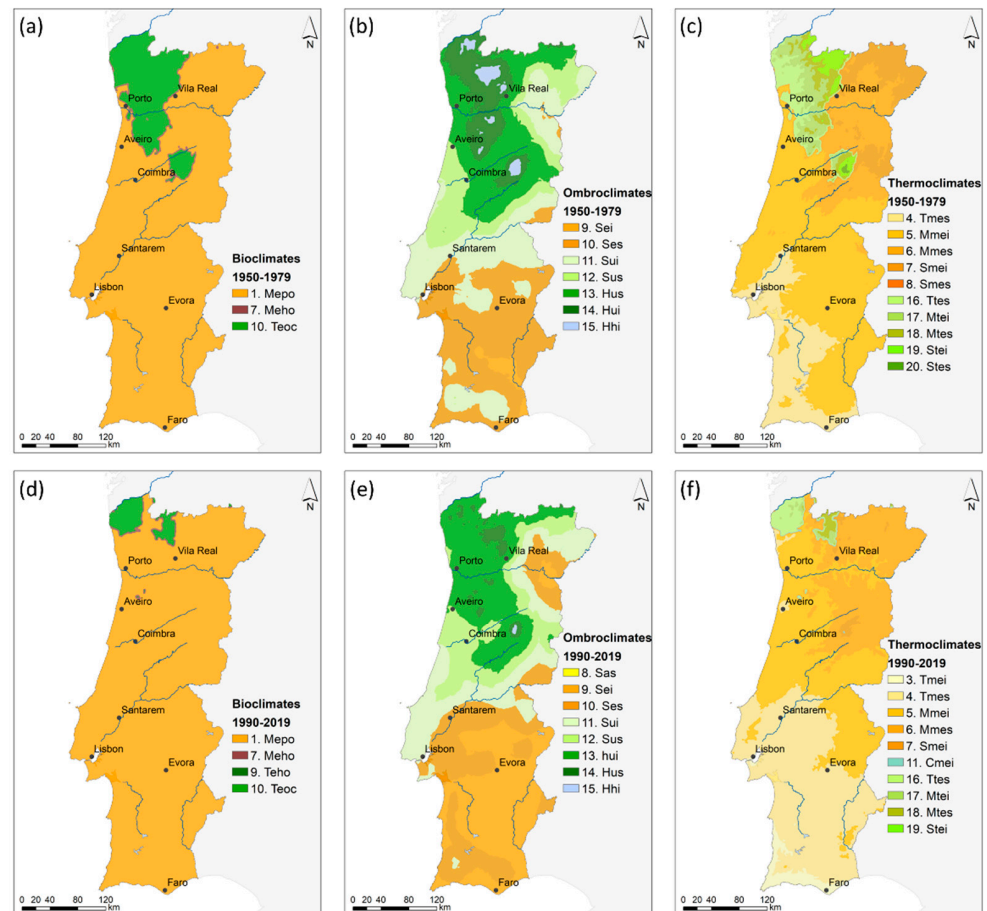 (a)
N
Porto
Vila Real
Aveiro
Coimbra
Santarem
Lisbon
Evora
Faro
Bioclimates
1950-1979
1. Mepo
7. Meho
10. Teoc
0 20 40 80 120
km
(b)
N
Porto
Vila Real
Aveiro
Coimbra
Santarem
Lisbon
Evora
Faro
Ombroclimates
1950-1979
9. Sei
10. Ses
11. Sui
12. Sus
13. Hus
14. Hui
15. Hhi
0 20 40 80 120
km
(c)
N
Porto
Vila Real
Aveiro
Coimbra
Santarem
Lisbon
Evora
Faro
Thermoclimates
1950-1979
4. Tmes
5. Mmei
6. Mmes
7. Smei
8. Smes
16. Ttes
17. Mtei
18. Mtes
19. Stei
20. Stes
0 20 40 80 120
km
(d)
N
Porto
Vila Real
Aveiro
Coimbra
Santarem
Lisbon
Evora
Faro
Bioclimates
1990-2019
1. Mepo
7. Meho
9. Teho
10. Teoc
0 20 40 80 120
km
(e)
N
Porto
Vila Real
Aveiro
Coimbra
Santarem
Lisbon
Evora
Faro
Ombroclimates
1990-2019
8. Sas
9. Sei
10. Ses
11. Sui
12. Sus
13. hui
14. Hus
15. Hhi
0 20 40 80 120
km
(f)
N
Porto
Vila Real
Aveiro
Coimbra
Santarem
Lisbon
Evora
Faro
Thermoclimates
1990-2019
3. Tmei
4. Tmes
5. Mmei
6. Mmes
7. Smei
11. Cmei
16. Ttes
17. Mtei
18. Mtes
19. Stei
0 20 40 80 120
km